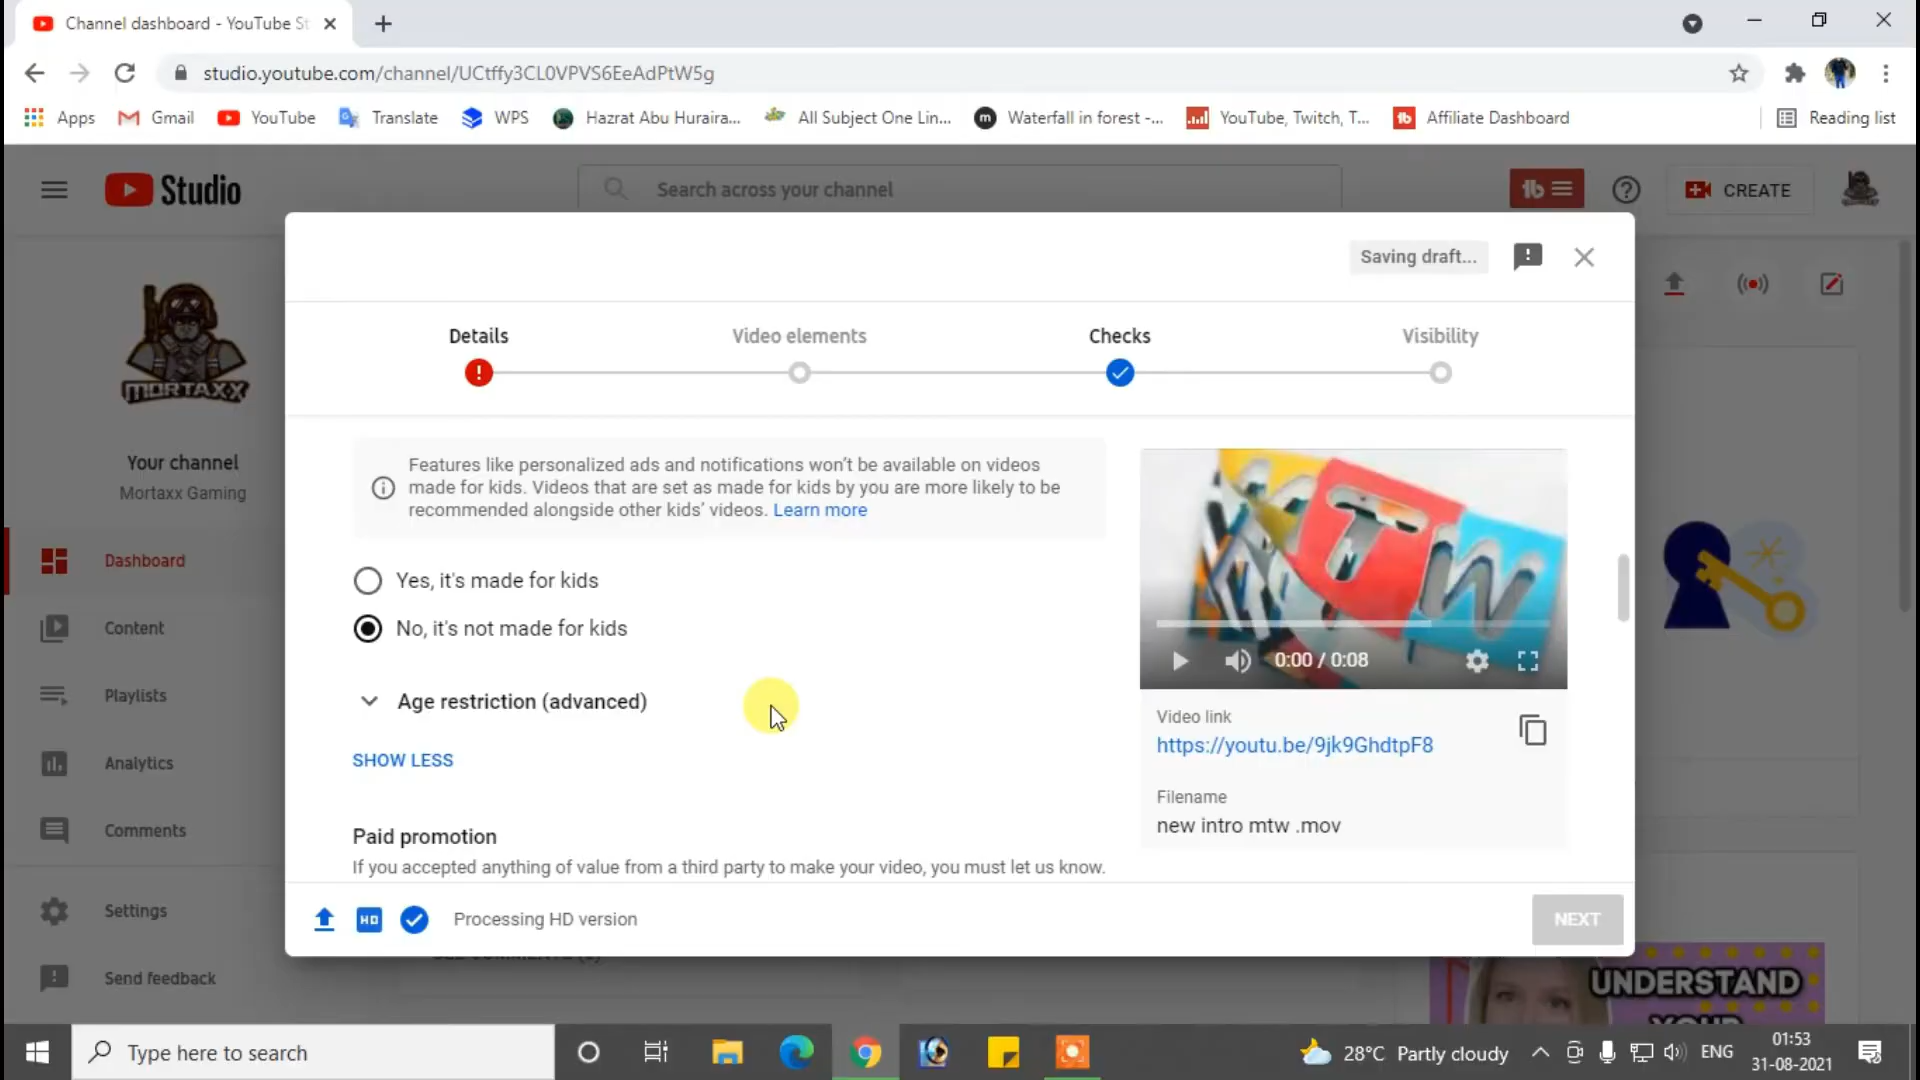 Channel dashboard - YouTube St
studio.youtube.com/channel/UCtffy3CL0VPVS6EeAdPtW5g
Apps
Gmail
YouTube
Translate
WPS
Hazrat Abu Huraira...
All Subject One Lin...
Waterfall in forest -...
YouTube, Twitch, T...
Affiliate Dashboard
Reading list
Studio
Search across your channel
CREATE
Saving draft...
Details
Video elements
Checks
Visibility
MORTAXX
Your channel
Mortaxx Gaming
Dashboard
Content
Playlists
Analytics
Comments
Settings
Send feedback
Features like personalized ads and notifications won't be available on videos
made for kids. Videos that are set as made for kids by you are more likely to be
recommended alongside other kids' videos. Learn more
Yes, it's made for kids
No, it's not made for kids
Age restriction (advanced)
SHOW LESS
Paid promotion
If you accepted anything of value from a third party to make your video, you must let us know.
MTW
0:00 / 0:08
Video link
https://youtu.be/9jk9GhdtpF8
Filename
new intro mtw .mov
HD
Processing HD version
NEXT
UNDERSTAND
YOUR
Type here to search
28°C Partly cloudy
ENG
01:53
31-08-2021